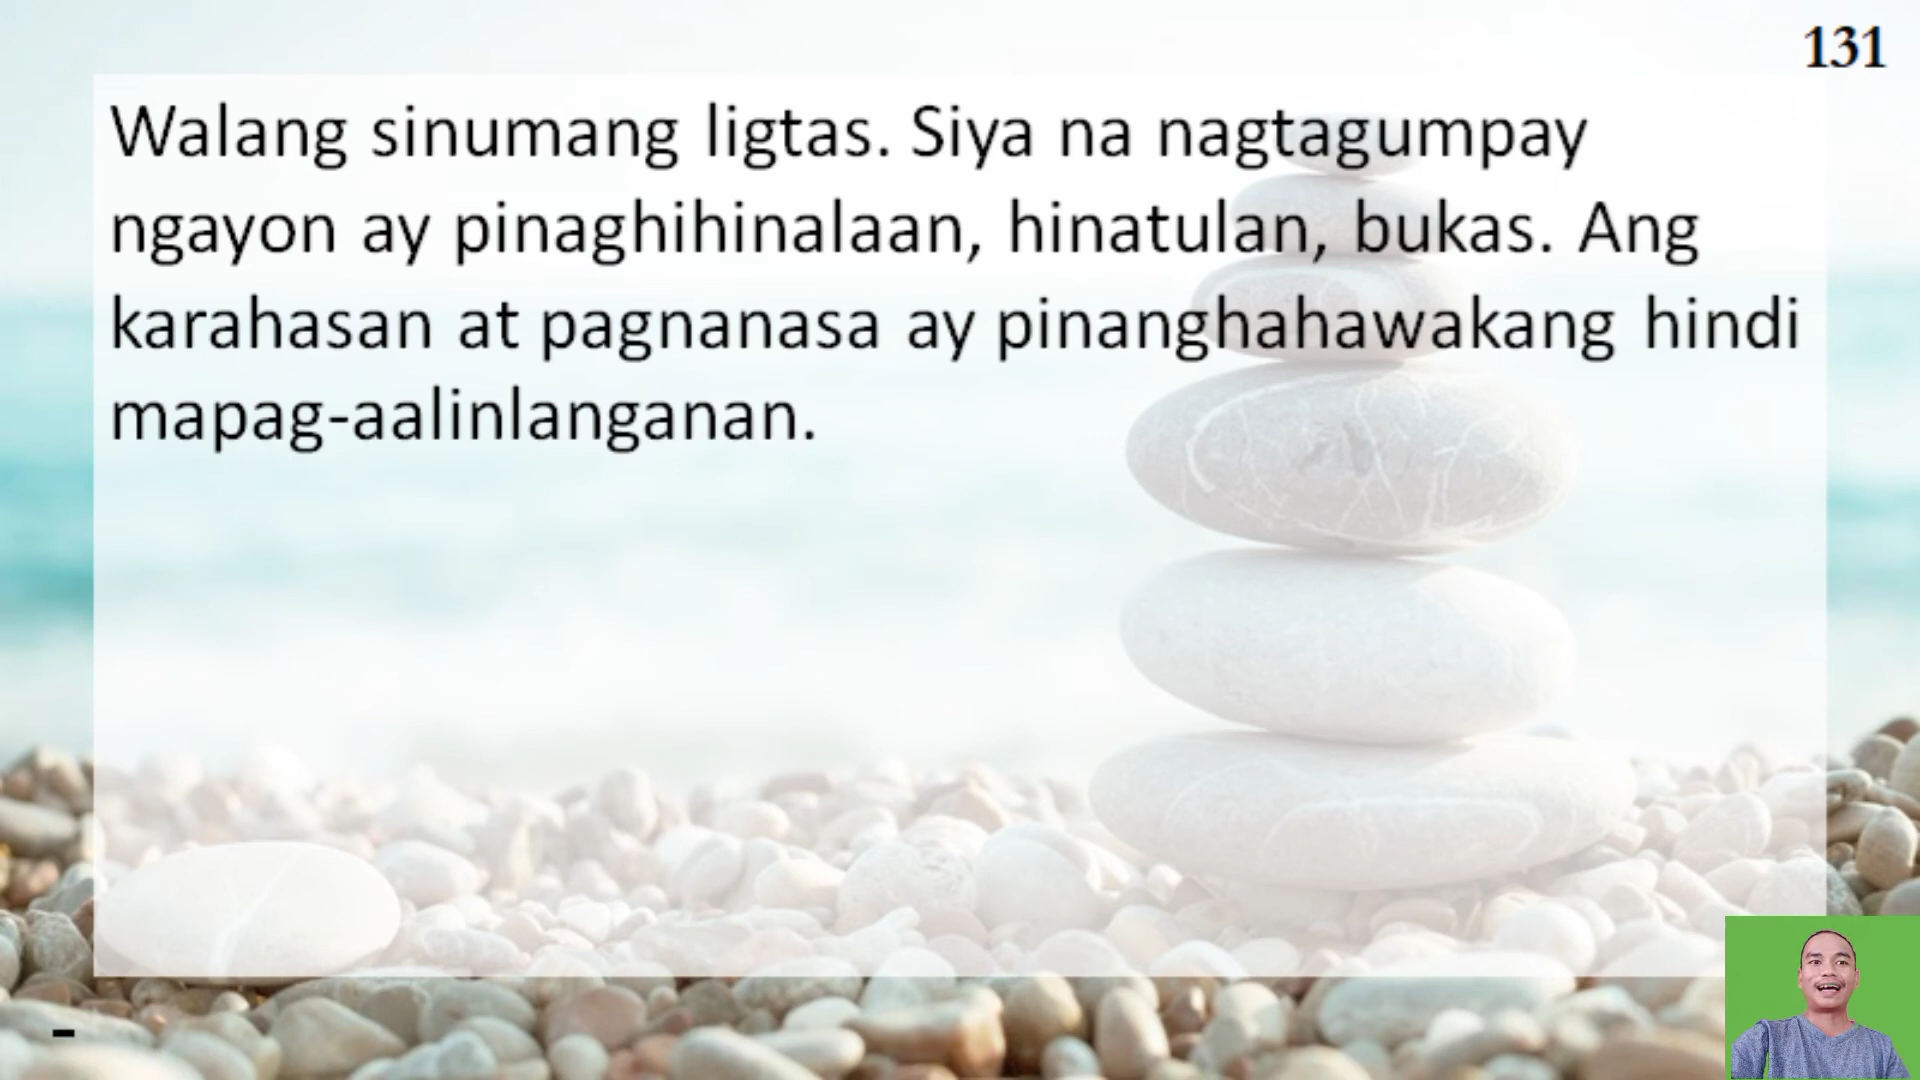 131
Walang sinumang ligtas. Siya na nagtagumpay
ngayon ay pinaghihinalaan, hinatulan, bukas. Ang
karahasan at pagnanasa ay pinanghahawakang hindi
mapag-aalinlanganan.
-